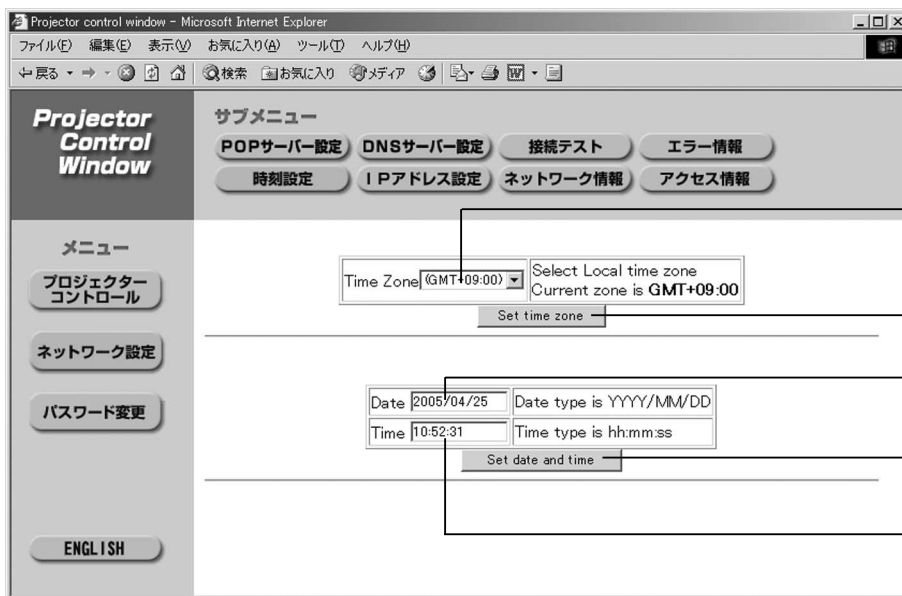 Projector control window - Microsoft Internet Explorer
ファイル(F) 編集(E) 表示(V) お気に入り(A) ツール(T) ヘルプ(H)
戻る 検索 お気に入り メディア
Projector
Control
Window
サブメニュー
POPサーバー設定 DNSサーバー設定 接続テスト エラー情報
時刻設定 IPアドレス設定 ネットワーク情報 アクセス情報
メニュー
プロジェクター
コントロール
ネットワーク設定
パスワード変更
ENGLISH
Time Zone (GMT+09:00) Select Local time zone
Current zone is GMT+09:00
Set time zone
Date 2005/04/25 Date type is YYYY/MM/DD
Time 10:52:31 Time type is hh:mm:ss
Set date and time